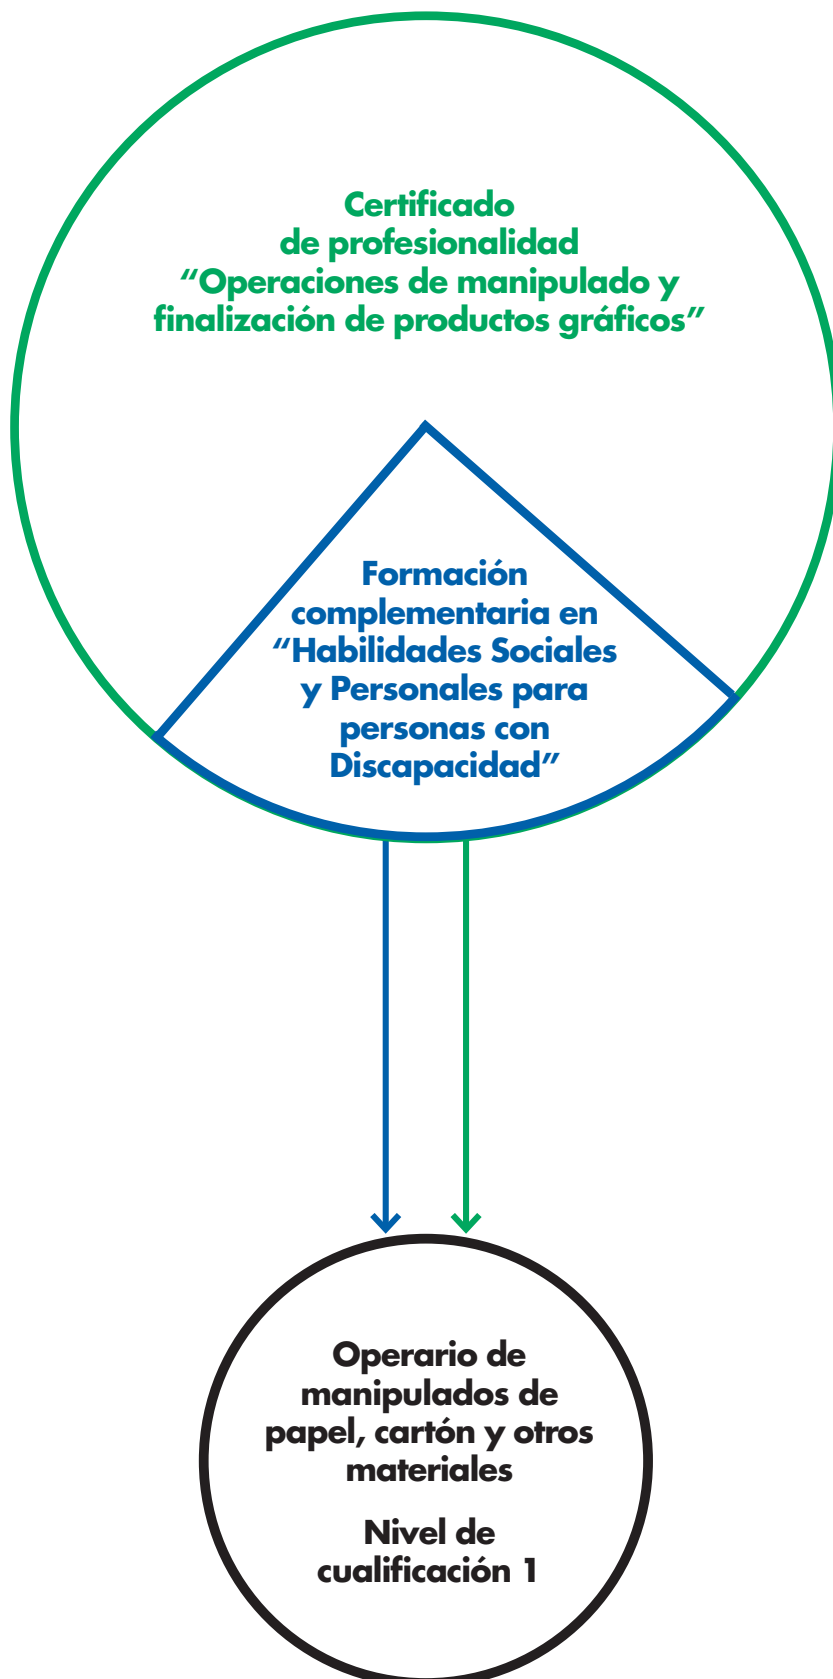 Certificado
de profesionalidad
“Operaciones de manipulado y
finalización de productos gráficos”
Formación
complementaria en
“Habilidades Sociales
y Personales para
personas con
Discapacidad”
Operario de
manipulados de
papel, cartón y otros
materiales
Nivel de
cualificación 1